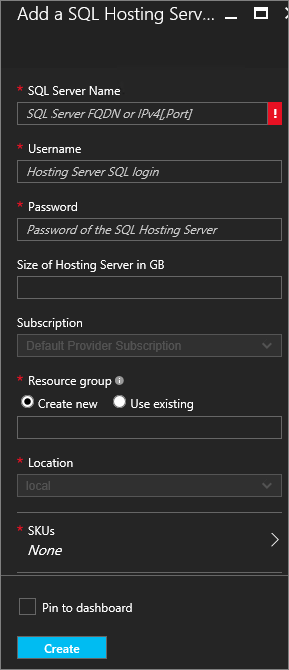 Add a SQL Hosting Serv...
* SQL Server Name
SQL Server FQDN or IPv4[,Port]
!
* Username
Hosting Server SQL login
* Password
Password of the SQL Hosting Server
Size of Hosting Server in GB
Subscription
Default Provider Subscription
* Resource group i
Create new Use existing
* Location
local
* SKUs
None
Pin to dashboard
Create